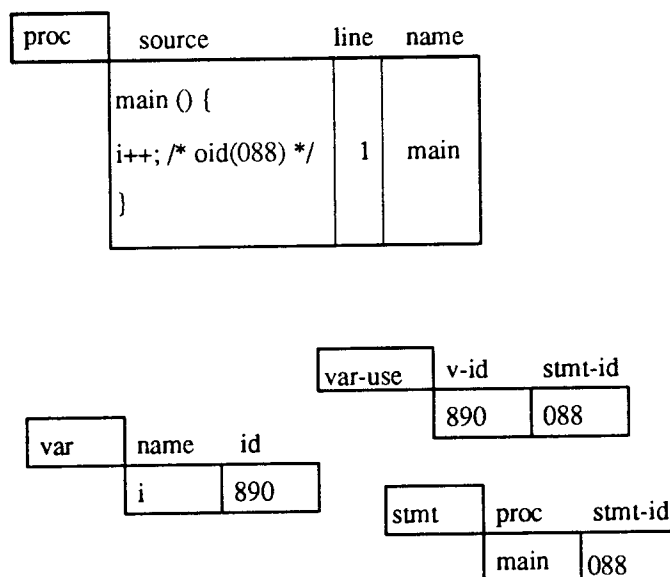 proc source line name
main () {
i++; /* oid(088) */ 1 main
}
var-use v-id stmt-id
890 088
var name id
i 890
stmt proc stmt-id
main 088